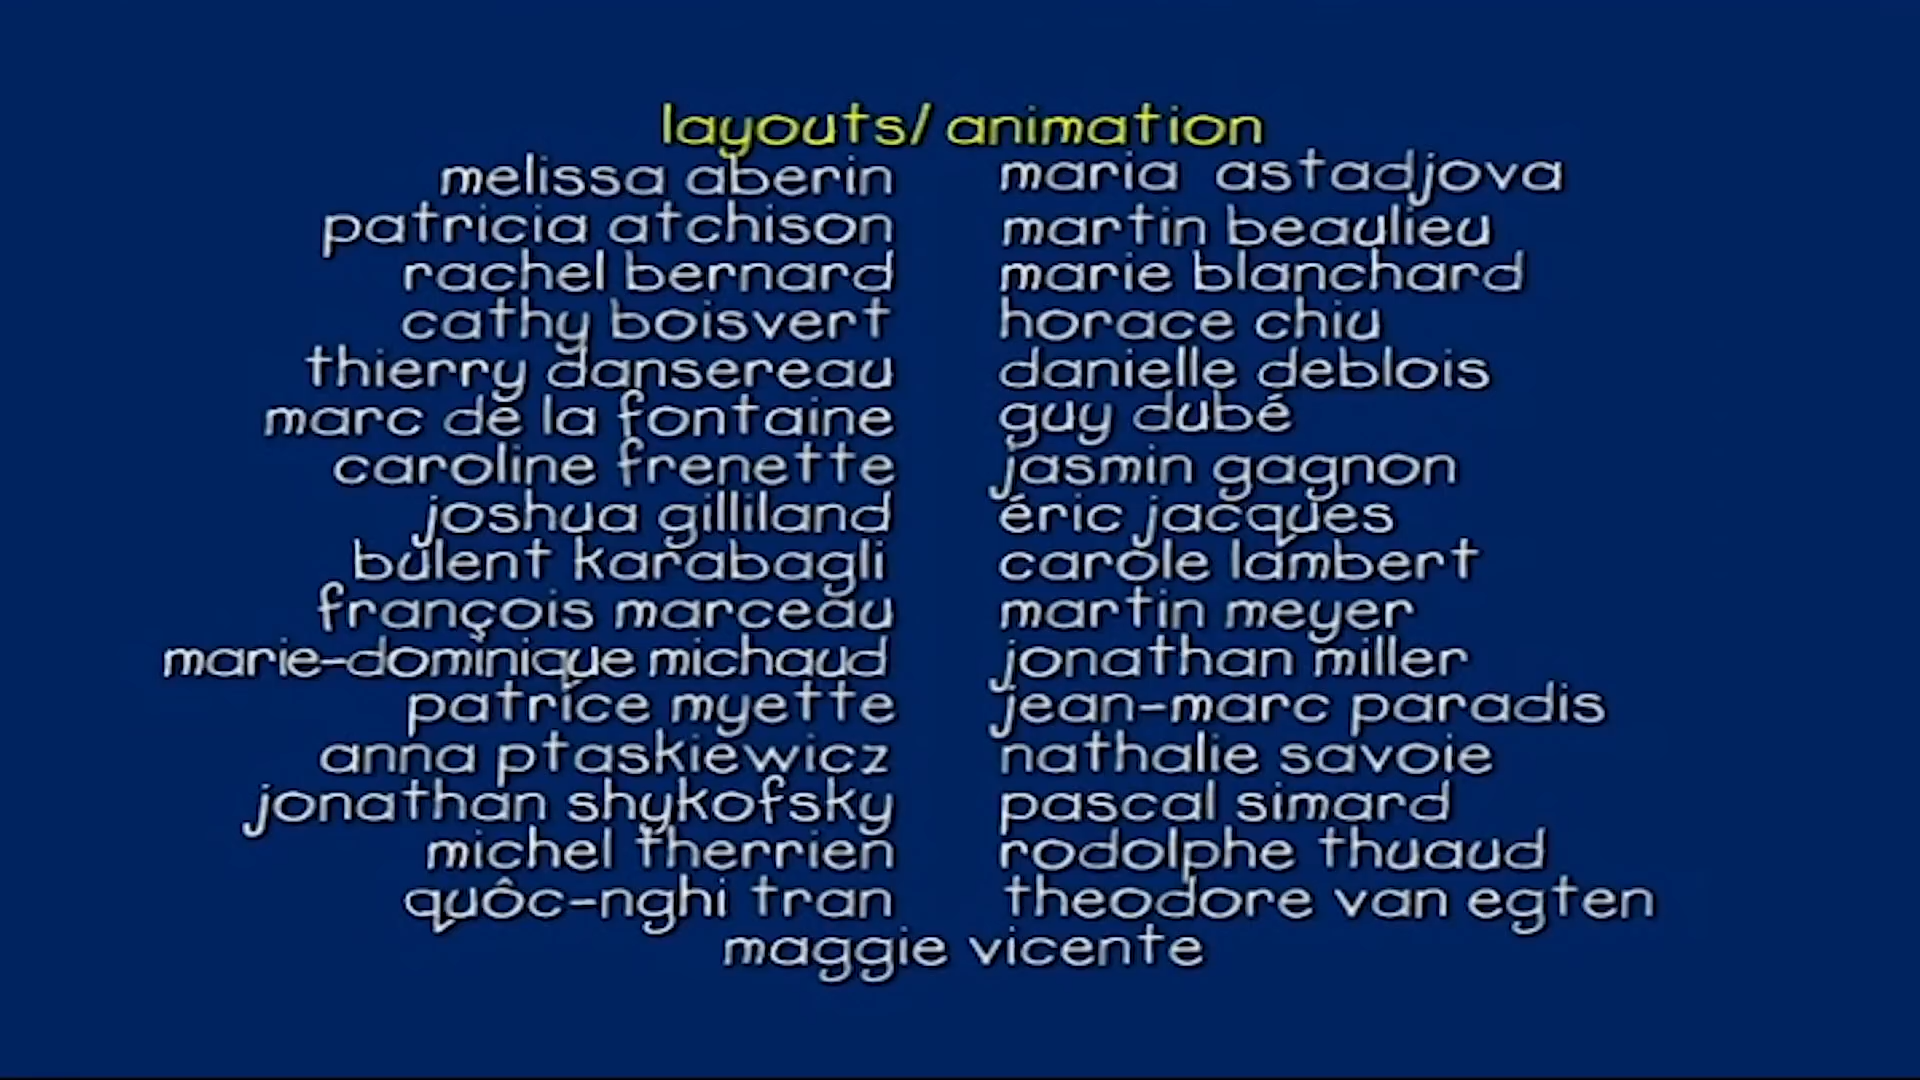 layouts/ animation
melissa aberin maria astadjova
patricia atchison martin beaulieu
rachel bernard marie blanchard
cathy boisvert horace chiu
thierry dansereau danielle deblois
marc de la fontaine guy dubé
caroline frenette jasmin gagnon
joshua gilliland éric jacques
bulent karabagli carole lambert
françois marceau martin meyer
marie-dominique michaud jonathan miller
patrice myette jean-marc paradis
anna ptaskiewicz nathalie savoie
jonathan shykofsky pascal simard
michel therrien rodolphe thuaud
quôc-nghi tran theodore van egten
maggie vicente